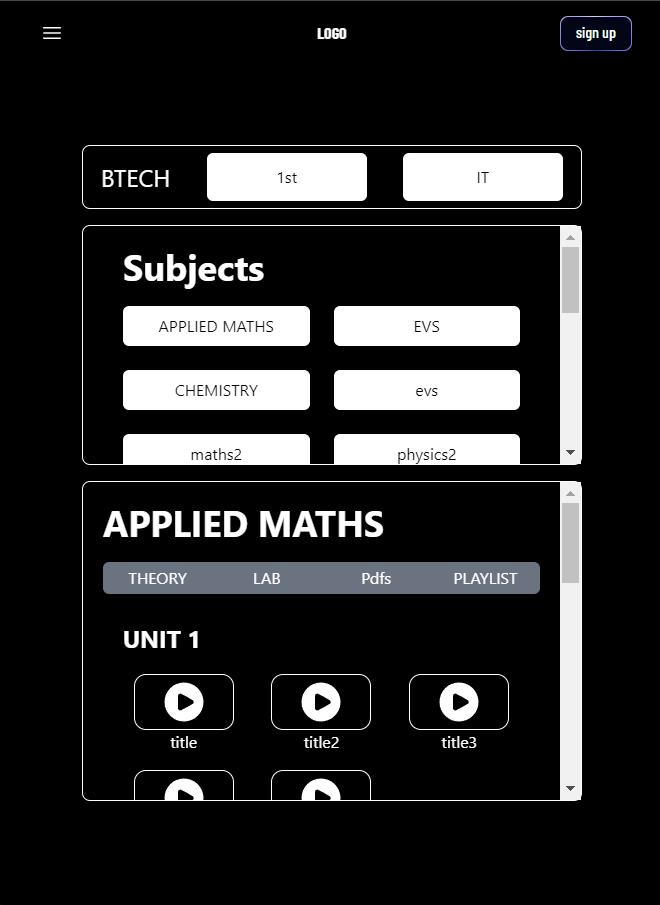 LOGO sign up
BTECH 1st IT
Subjects
APPLIED MATHS EVS
CHEMISTRY evs
maths2 physics2
APPLIED MATHS
THEORY LAB Pdfs PLAYLIST
UNIT 1
title title2 title3